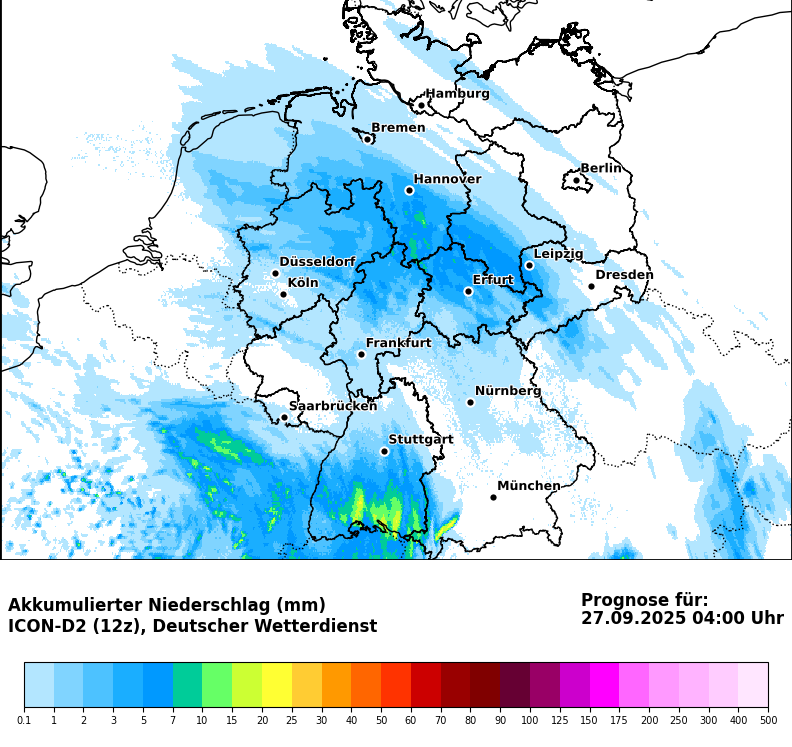 Hamburg
Bremen
Berlin
Hannover
Leipzig
Düsseldorf
Dresden
Köln
Erfurt
Frankfurt
Nürnberg
Saarbrücken
Stuttgart
München
Akkumulierter Niederschlag (mm)
ICON-D2 (12z), Deutscher Wetterdienst
Prognose für:
27.09.2025 04:00 Uhr
0.1 1 2 3 5 7 10 15 20 25 30 40 50 60 70 80 90 100 125 150 175 200 250 300 400 500